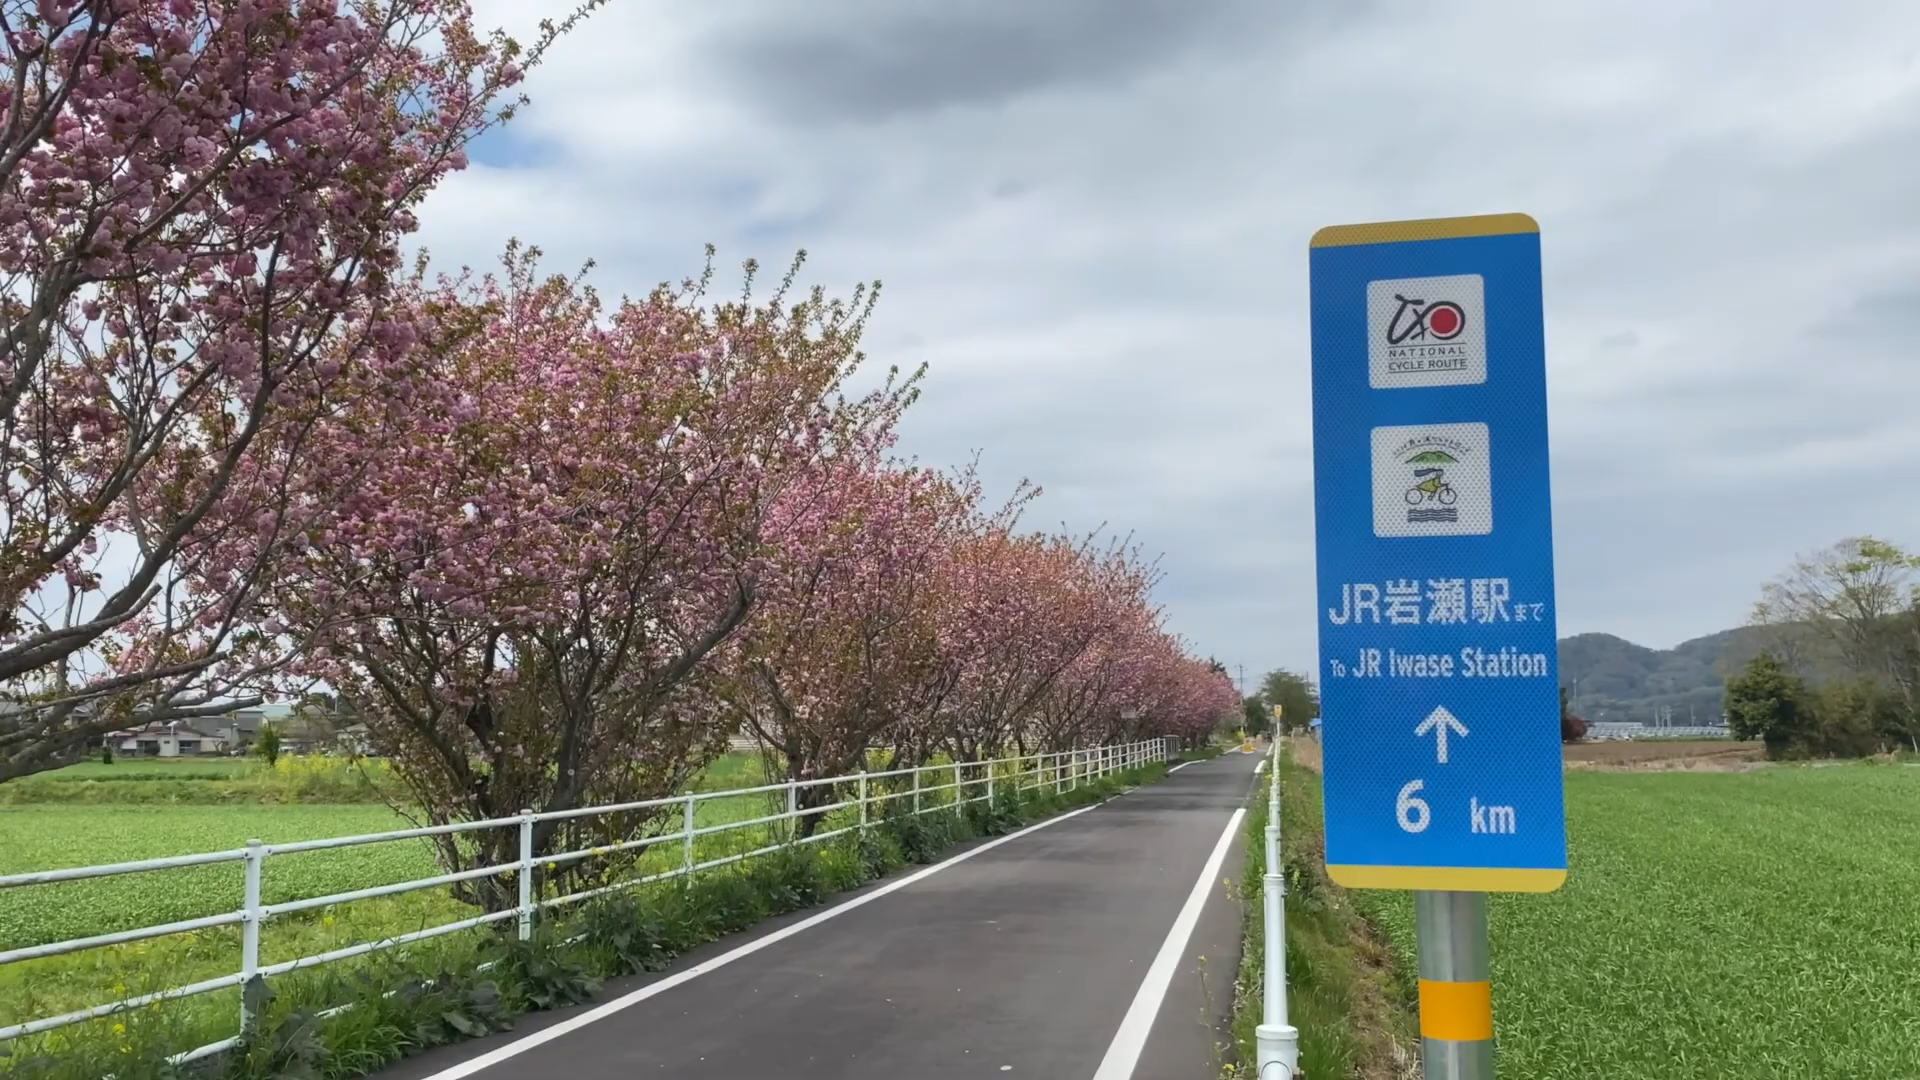 NATIONAL
CYCLE ROUTE
JR岩瀬駅まで
To JR Iwase Station
↑
6 km